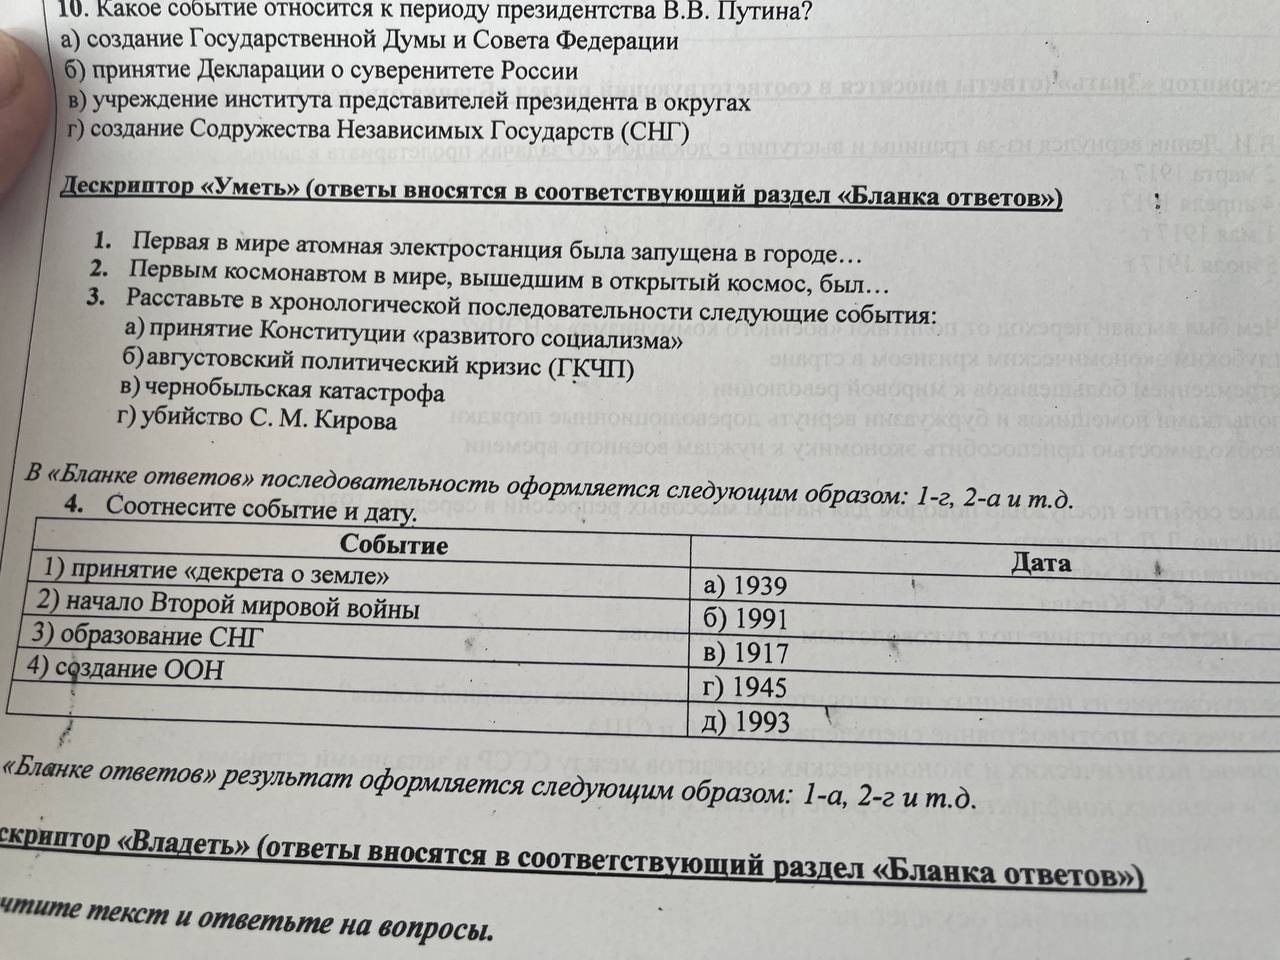 10. Какое событие относится к периоду президентства В.В. Путина?
а) создание Государственной Думы и Совета Федерации
б) принятие Декларации о суверенитете России
в) учреждение института представителей президента в округах
г) создание Содружества Независимых Государств (СНГ)
Дескриптор «Уметь» (ответы вносятся в соответствующий раздел «Бланка ответов»)
1. Первая в мире атомная электростанция была запущена в городе…
2. Первым космонавтом в мире, вышедшим в открытый космос, был…
3. Расставьте в хронологической последовательности следующие события:
а) принятие Конституции «развитого социализма»
б) августовский политический кризис (ГКЧП)
в) чернобыльская катастрофа
г) убийство С. М. Кирова
В «Бланке ответов» последовательность оформляется следующим образом: 1-г, 2-а и т.д.
4. Соотнесите событие и дату.
Событие Дата
1) принятие «декрета о земле» а) 1939
2) начало Второй мировой войны б) 1991
3) образование СНГ в) 1917
4) создание ООН г) 1945
д) 1993
«Бланке ответов» результат оформляется следующим образом: 1-а, 2-г и т.д.
скриптор «Владеть» (ответы вносятся в соответствующий раздел «Бланка ответов»)
чтите текст и ответьте на вопросы.